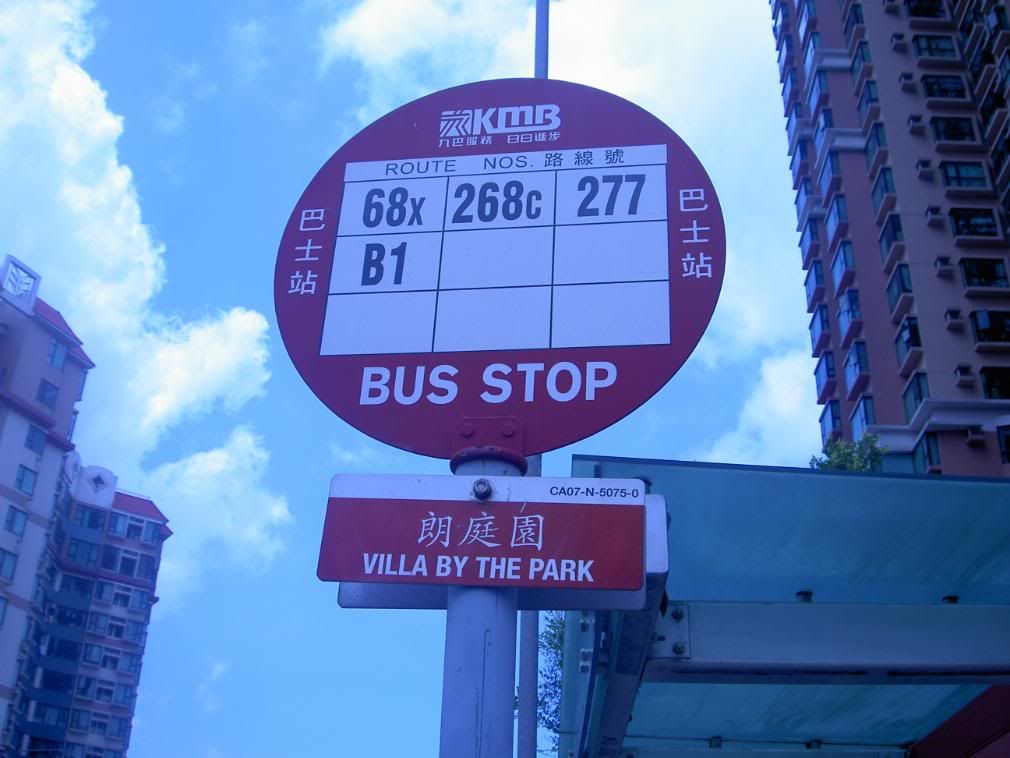 KMB
九巴服務 日日進步
ROUTE NOS. 路線號
68x 268c 277
B1
巴士站
巴士站
BUS STOP
CA07-N-5075-0
朗庭園
VILLA BY THE PARK